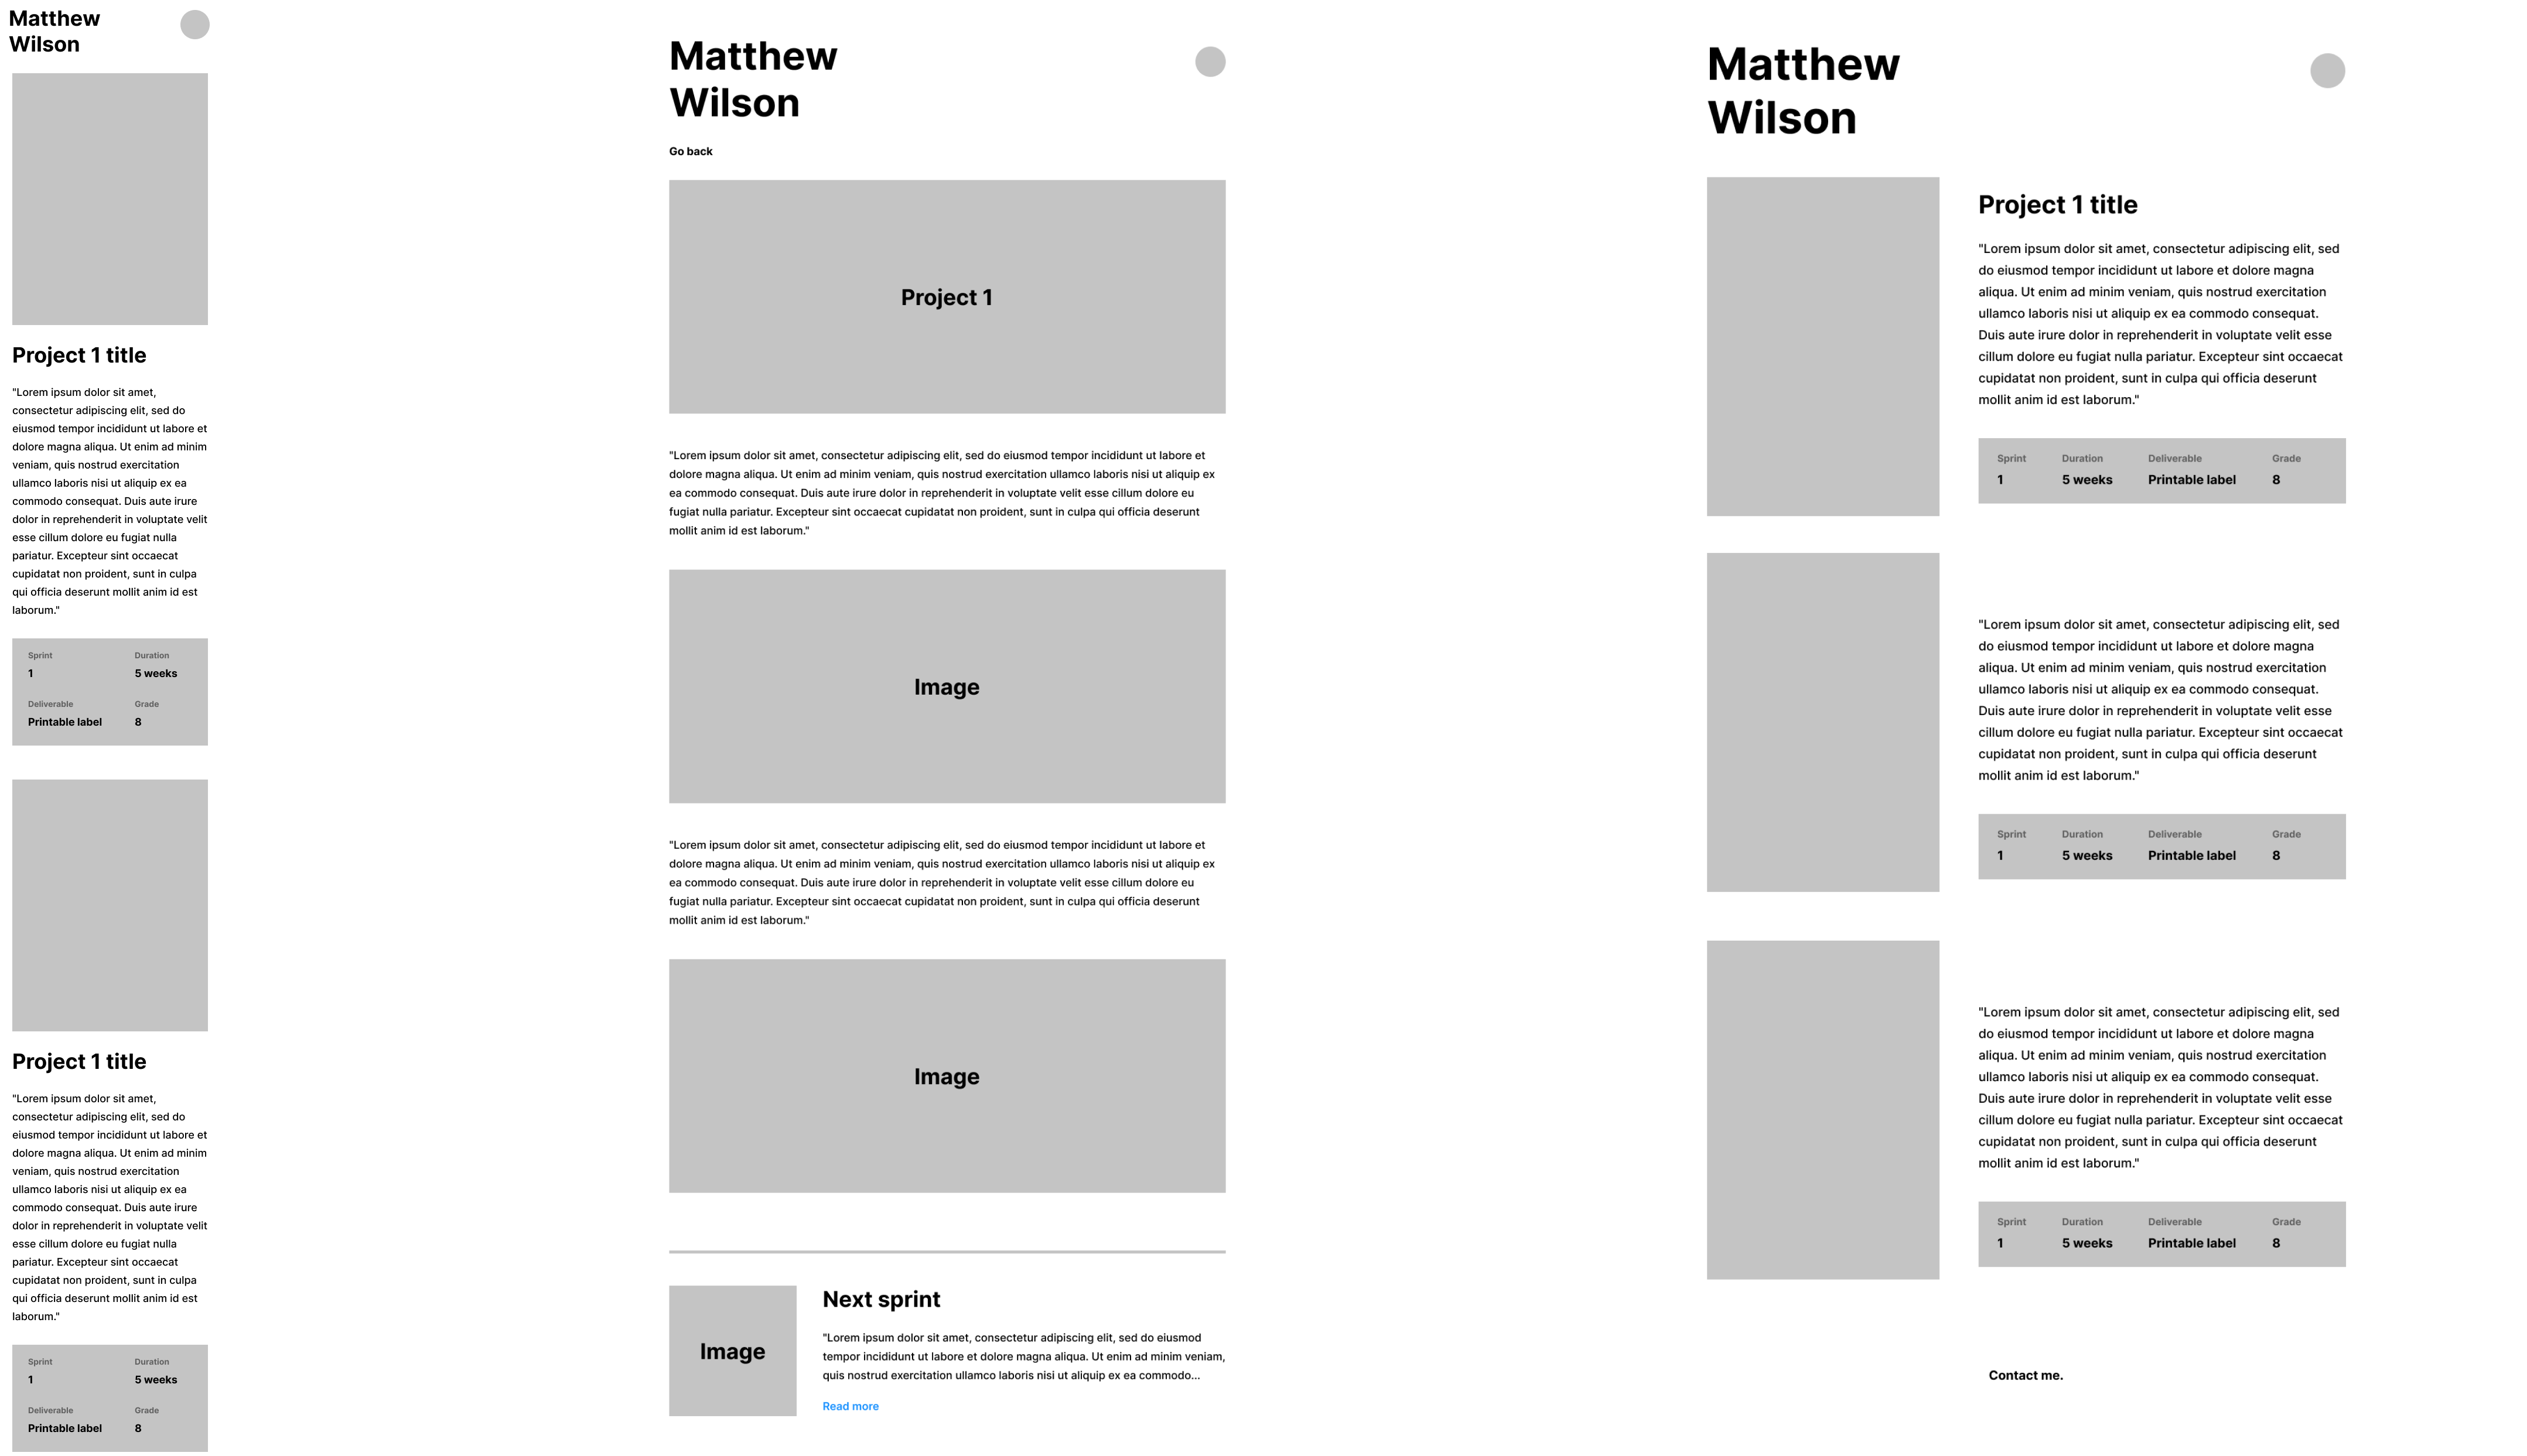 Matthew
Wilson
Project 1 title
"Lorem ipsum dolor sit amet,
consectetur adipiscing elit, sed do
eiusmod tempor incididunt ut labore et
dolore magna aliqua. Ut enim ad minim
veniam, quis nostrud exercitation
ullamco laboris nisi ut aliquip ex ea
commodo consequat. Duis aute irure
dolor in reprehenderit in voluptate velit
esse cillum dolore eu fugiat nulla
pariatur. Excepteur sint occaecat
cupidatat non proident, sunt in culpa
qui officia deserunt mollit anim id est
laborum."
Sprint Duration
1 5 weeks
Deliverable Grade
Printable label 8
Project 1 title
"Lorem ipsum dolor sit amet,
consectetur adipiscing elit, sed do
eiusmod tempor incididunt ut labore et
dolore magna aliqua. Ut enim ad minim
veniam, quis nostrud exercitation
ullamco laboris nisi ut aliquip ex ea
commodo consequat. Duis aute irure
dolor in reprehenderit in voluptate velit
esse cillum dolore eu fugiat nulla
pariatur. Excepteur sint occaecat
cupidatat non proident, sunt in culpa
qui officia deserunt mollit anim id est
laborum."
Sprint Duration
1 5 weeks
Deliverable Grade
Printable label 8
Matthew
Wilson
Go back
Project 1
"Lorem ipsum dolor sit amet, consectetur adipiscing elit, sed do eiusmod tempor incididunt ut labore et
dolore magna aliqua. Ut enim ad minim veniam, quis nostrud exercitation ullamco laboris nisi ut aliquip ex
ea commodo consequat. Duis aute irure dolor in reprehenderit in voluptate velit esse cillum dolore eu
fugiat nulla pariatur. Excepteur sint occaecat cupidatat non proident, sunt in culpa qui officia deserunt
mollit anim id est laborum."
Image
"Lorem ipsum dolor sit amet, consectetur adipiscing elit, sed do eiusmod tempor incididunt ut labore et
dolore magna aliqua. Ut enim ad minim veniam, quis nostrud exercitation ullamco laboris nisi ut aliquip ex
ea commodo consequat. Duis aute irure dolor in reprehenderit in voluptate velit esse cillum dolore eu
fugiat nulla pariatur. Excepteur sint occaecat cupidatat non proident, sunt in culpa qui officia deserunt
mollit anim id est laborum."
Image
Image
Next sprint
"Lorem ipsum dolor sit amet, consectetur adipiscing elit, sed do eiusmod
tempor incididunt ut labore et dolore magna aliqua. Ut enim ad minim veniam,
quis nostrud exercitation ullamco laboris nisi ut aliquip ex ea commodo...
Read more
Matthew
Wilson
Project 1 title
"Lorem ipsum dolor sit amet, consectetur adipiscing elit, sed
do eiusmod tempor incididunt ut labore et dolore magna
aliqua. Ut enim ad minim veniam, quis nostrud exercitation
ullamco laboris nisi ut aliquip ex ea commodo consequat.
Duis aute irure dolor in reprehenderit in voluptate velit esse
cillum dolore eu fugiat nulla pariatur. Excepteur sint occaecat
cupidatat non proident, sunt in culpa qui officia deserunt
mollit anim id est laborum."
Sprint Duration Deliverable Grade
1 5 weeks Printable label 8
"Lorem ipsum dolor sit amet, consectetur adipiscing elit, sed
do eiusmod tempor incididunt ut labore et dolore magna
aliqua. Ut enim ad minim veniam, quis nostrud exercitation
ullamco laboris nisi ut aliquip ex ea commodo consequat.
Duis aute irure dolor in reprehenderit in voluptate velit esse
cillum dolore eu fugiat nulla pariatur. Excepteur sint occaecat
cupidatat non proident, sunt in culpa qui officia deserunt
mollit anim id est laborum."
Sprint Duration Deliverable Grade
1 5 weeks Printable label 8
"Lorem ipsum dolor sit amet, consectetur adipiscing elit, sed
do eiusmod tempor incididunt ut labore et dolore magna
aliqua. Ut enim ad minim veniam, quis nostrud exercitation
ullamco laboris nisi ut aliquip ex ea commodo consequat.
Duis aute irure dolor in reprehenderit in voluptate velit esse
cillum dolore eu fugiat nulla pariatur. Excepteur sint occaecat
cupidatat non proident, sunt in culpa qui officia deserunt
mollit anim id est laborum."
Sprint Duration Deliverable Grade
1 5 weeks Printable label 8
Contact me.